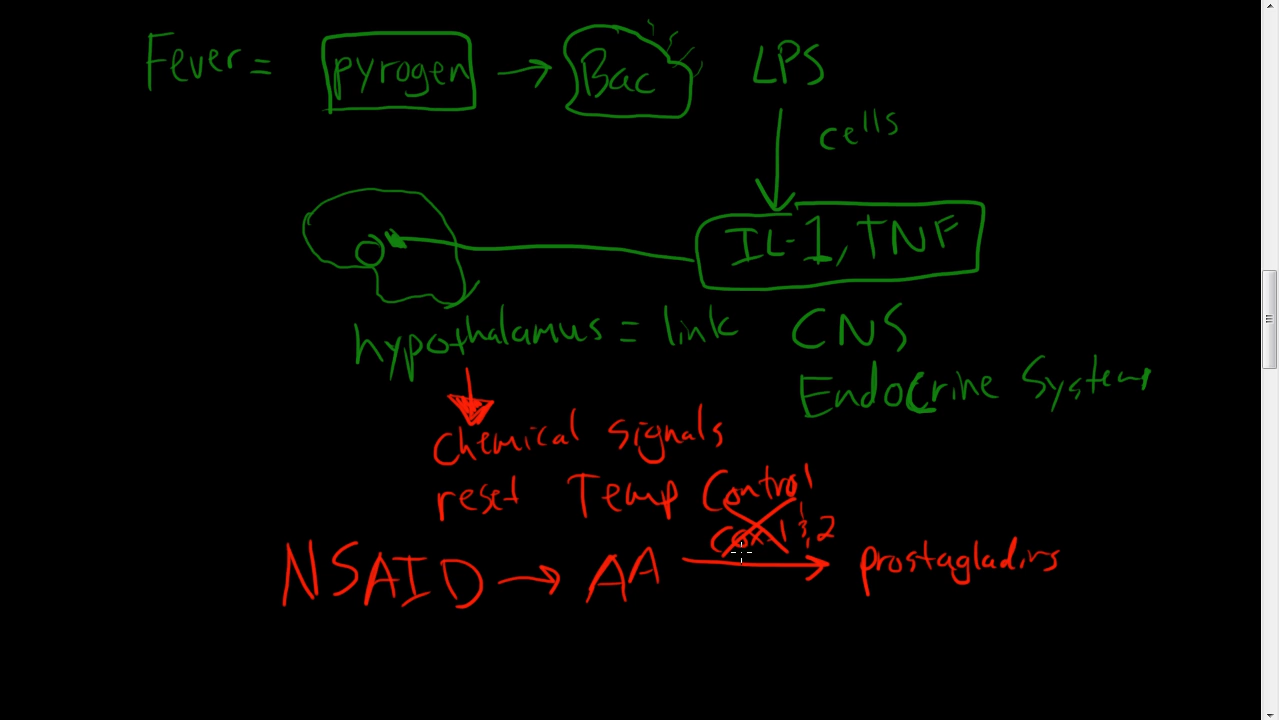 Fever = pyrogen → Bac LPS
cells
IL-1, TNF
hypothalamus = link CNS
Endocrine System
Chemical signals
reset Temp Control
Cox-1 & 2
NSAID → AA → prostagladins